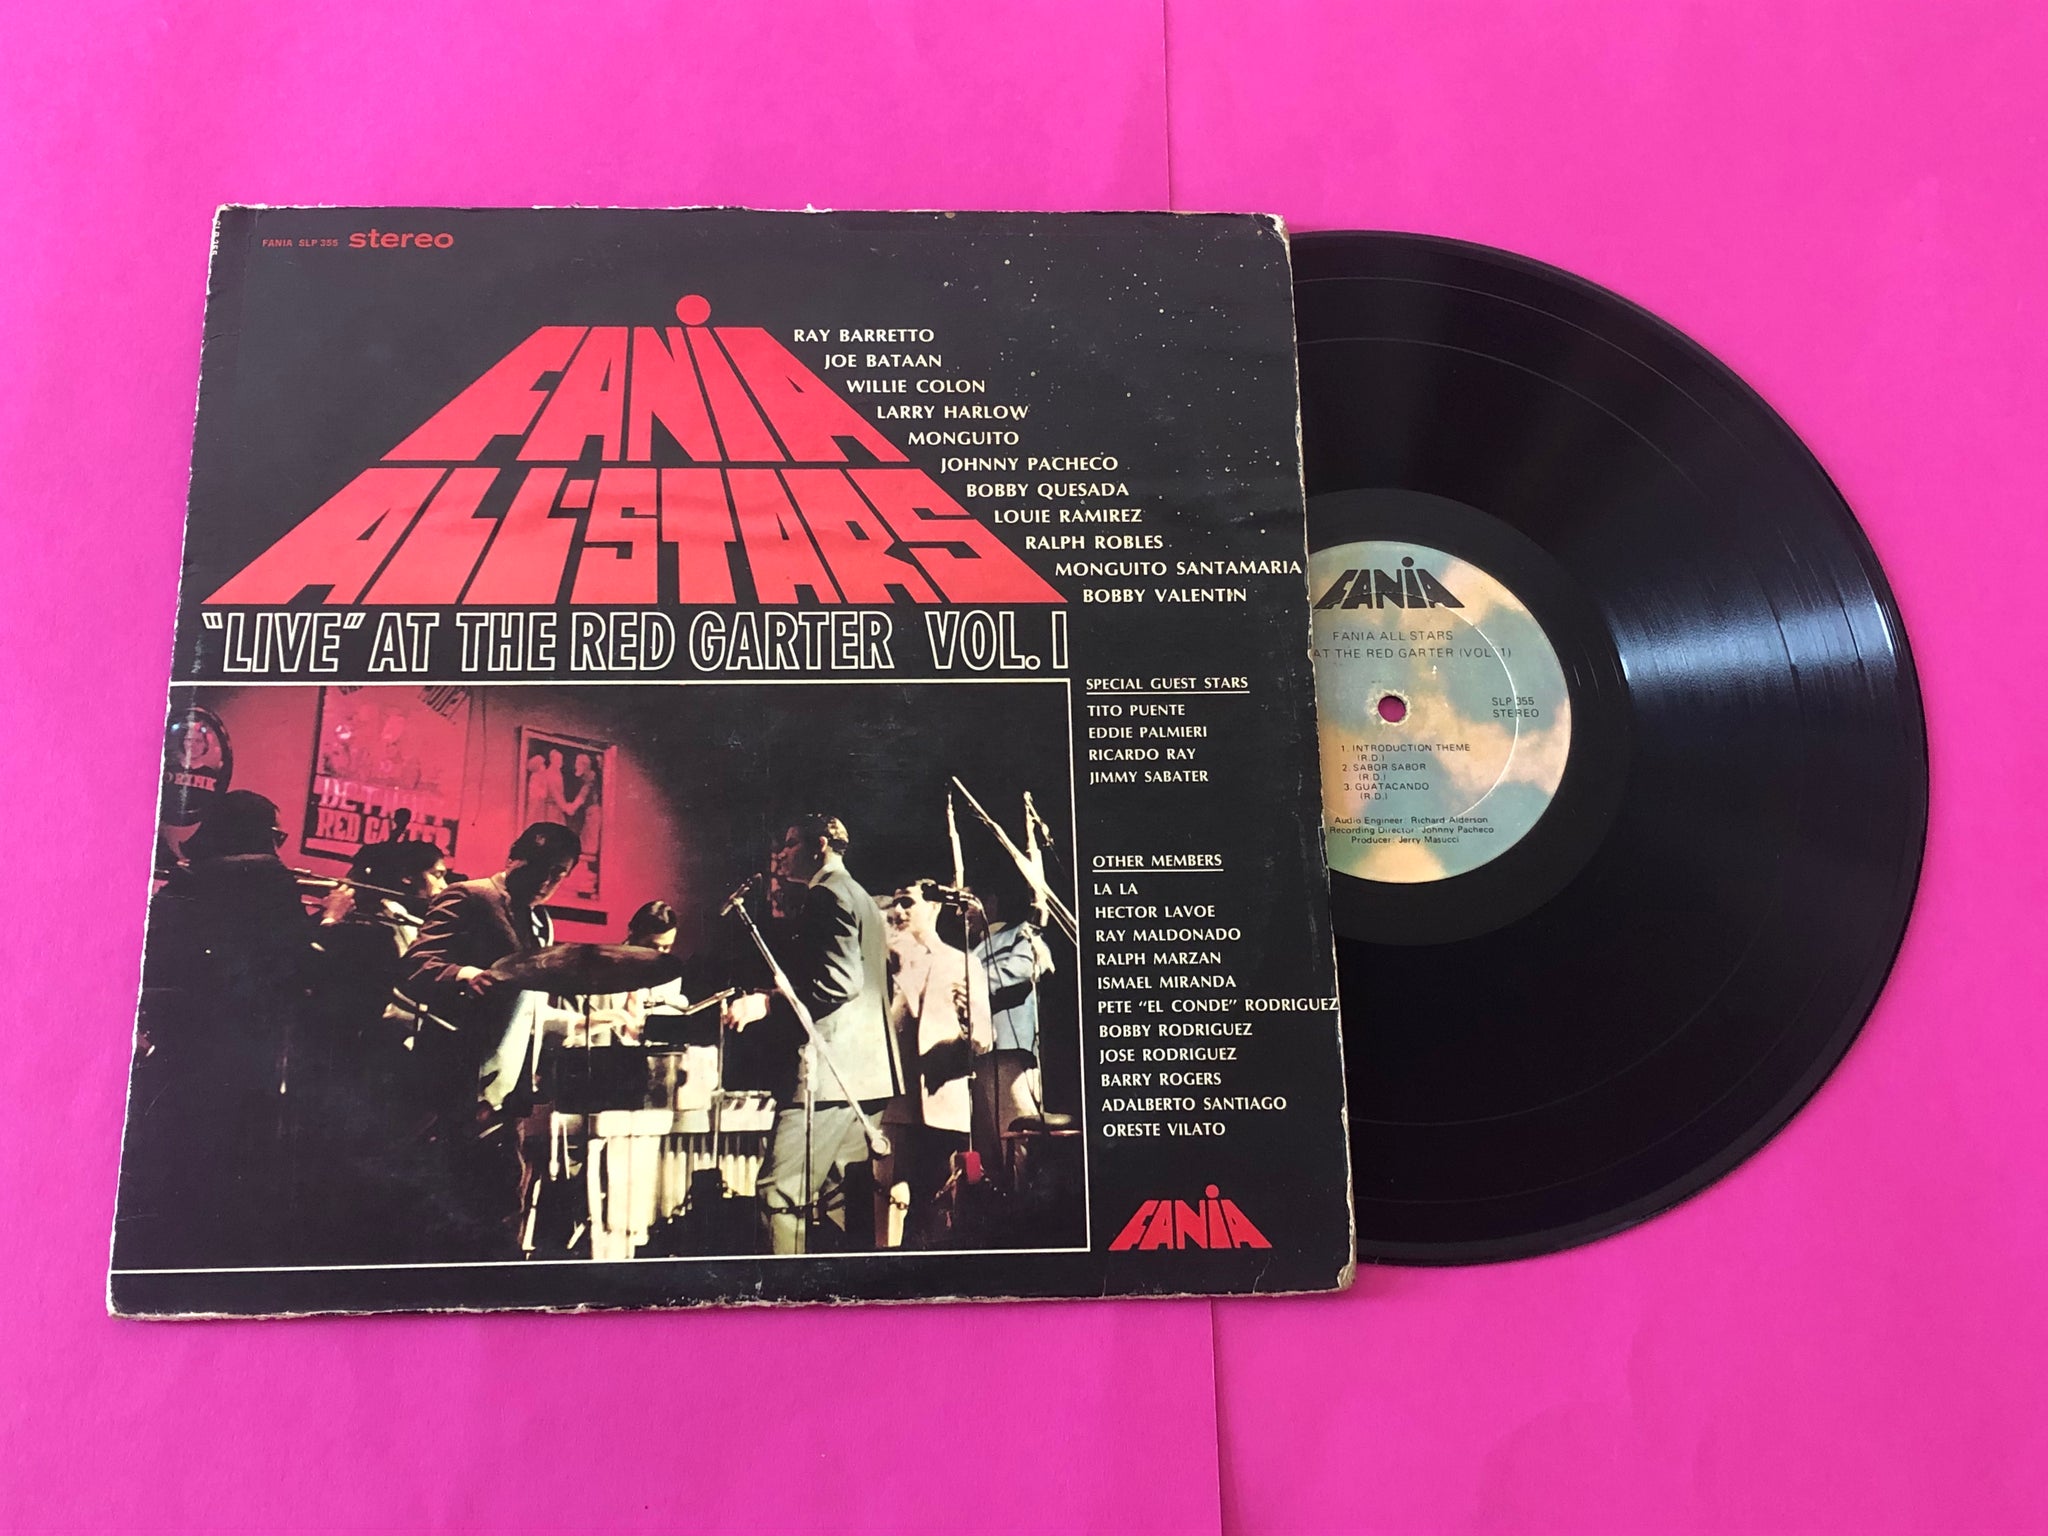 SLP 355
FANIA SLP 355 stereo
FANIA
ALL STARS
RAY BARRETTO
JOE BATAAN
WILLIE COLON
LARRY HARLOW
MONGUITO
JOHNNY PACHECO
BOBBY QUESADA
LOUIE RAMIREZ
RALPH ROBLES
MONGUITO SANTAMARIA
BOBBY VALENTIN
"LIVE" AT THE RED GARTER VOL. I
SPECIAL GUEST STARS
TITO PUENTE
EDDIE PALMIERI
RICARDO RAY
JIMMY SABATER
OTHER MEMBERS
LA LA
HECTOR LAVOE
RAY MALDONADO
RALPH MARZAN
ISMAEL MIRANDA
PETE "EL CONDE" RODRIGUEZ
BOBBY RODRIGUEZ
JOSE RODRIGUEZ
BARRY ROGERS
ADALBERTO SANTIAGO
ORESTE VILATO
FANIA
DRINK
RED GARTER
FANIA
FANIA ALL STARS
AT THE RED GARTER (VOL. 1)
SLP 355
STEREO
1. INTRODUCTION THEME
(R.D.)
2. SABOR SABOR
(R.D.)
3. GUATACANDO
(R.D.)
Audio Engineer: Richard Alderson
Recording Director: Johnny Pacheco
Producer: Jerry Masucci